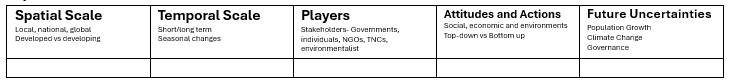 Spatial Scale
Local, national, global
Developed vs developing
Temporal Scale
Short/long term
Seasonal changes
Players
Stakeholders- Governments,
individuals, NGOs, TNCs,
environmentalist
Attitudes and Actions
Social, economic and environments
Top-down vs Bottom up
Future Uncertainties
Population Growth
Climate Change
Governance